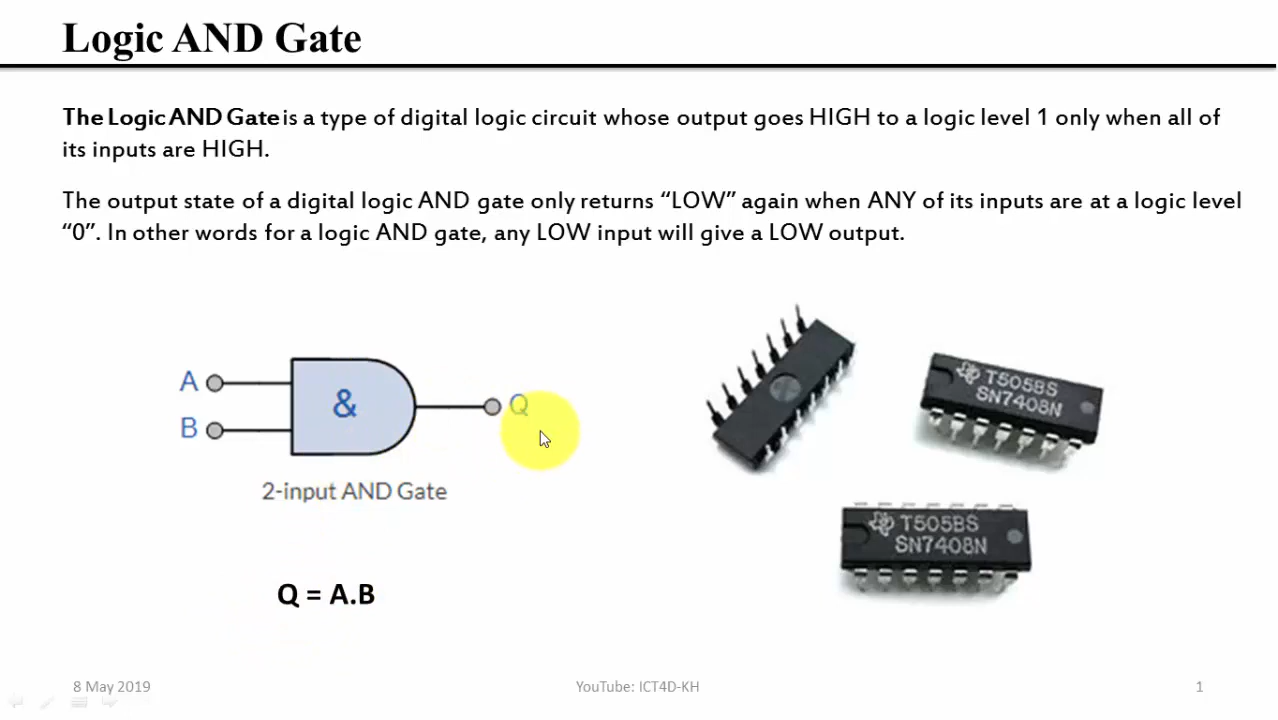 Logic AND Gate
The Logic AND Gate is a type of digital logic circuit whose output goes HIGH to a logic level 1 only when all of
its inputs are HIGH.
The output state of a digital logic AND gate only returns “LOW” again when ANY of its inputs are at a logic level
“0”. In other words for a logic AND gate, any LOW input will give a LOW output.
A
B
&
Q
2-input AND Gate
Q = A.B
T505BS
SN7408N
T505BS
SN7408N
8 May 2019
YouTube: ICT4D-KH
1